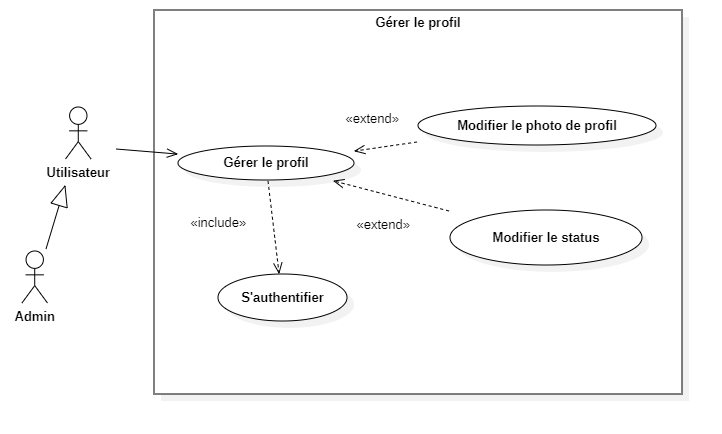 Gérer le profil
«extend»
Modifier le photo de profil
Utilisateur
Gérer le profil
«include»
«extend»
Modifier le status
S'authentifier
Admin